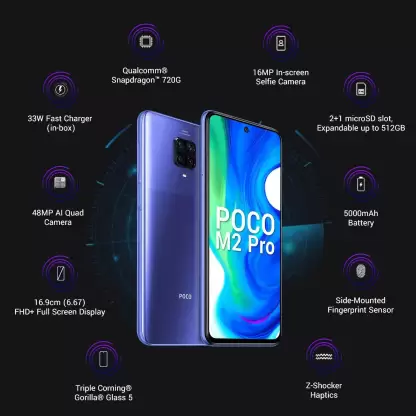 Qualcomm®
Snapdragon™ 720G
16MP In-screen
Selfie Camera
33W Fast Charger
(in-box)
2+1 microSD slot,
Expandable up to 512GB
48MP AI Quad
Camera
5000mAh
Battery
POCO
M2 Pro
16.9cm (6.67)
FHD+ Full Screen Display
POCO
Side-Mounted
Fingerprint Sensor
Triple Corning®
Gorilla® Glass 5
Z-Shocker
Haptics